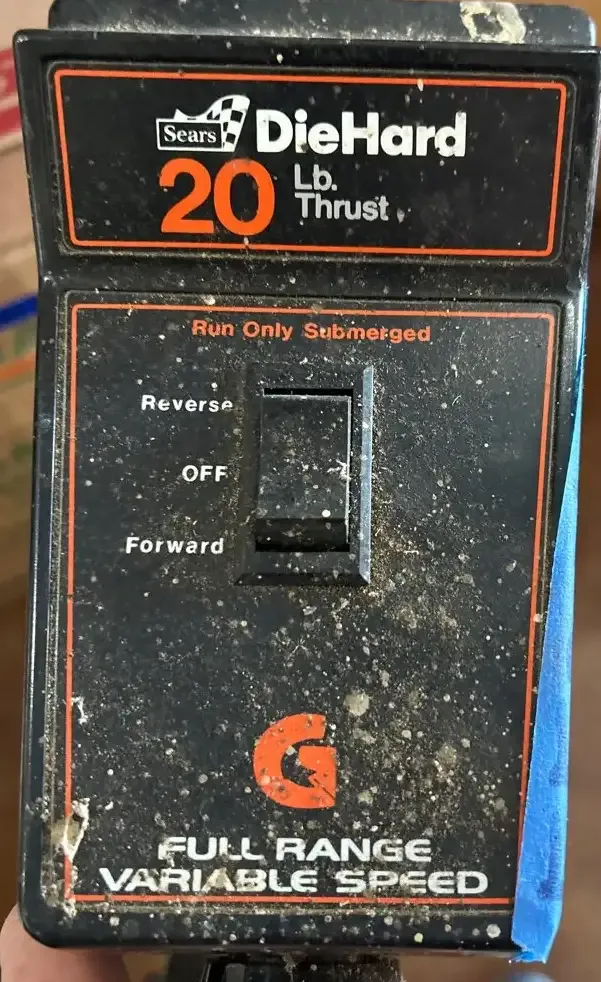 Sears DieHard
20 Lb.
Thrust
Run Only Submerged
Reverse
OFF
Forward
G
FULL RANGE
VARIABLE SPEED